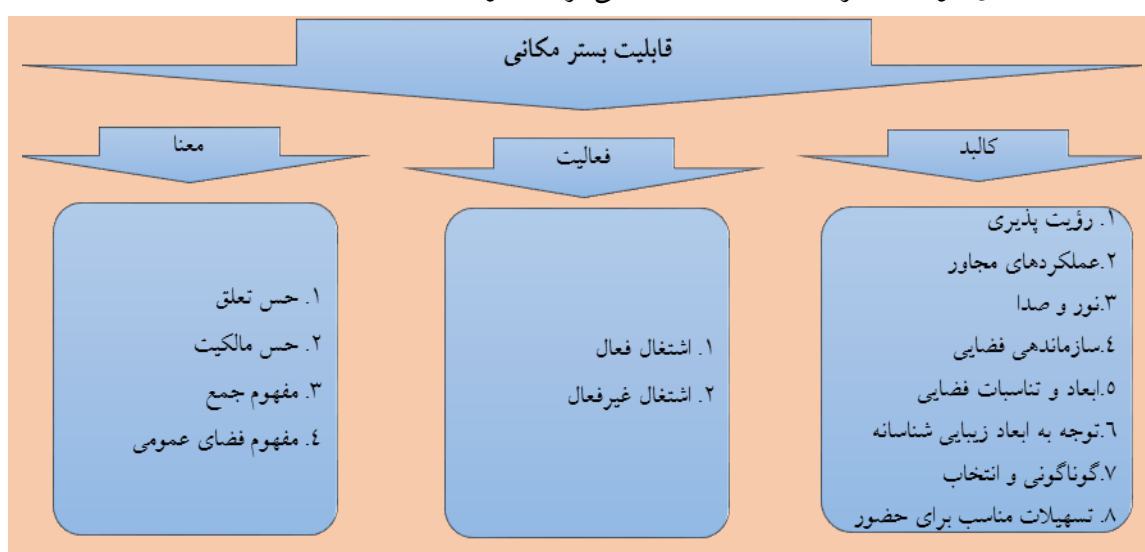 قابلیت بستر مکانی
کالبد
۱. رؤیت پذیری
۲.عملکردهای مجاور
۳.نور و صدا
٤.سازماندهی فضایی
٥.ابعاد و تناسبات فضایی
٦.توجه به ابعاد زیبایی شناسانه
۷.گوناگونی و انتخاب
۸. تسهیلات مناسب برای حضور
فعالیت
۱. اشتغال فعال
۲. اشتغال غیرفعال
معنا
۱. حس تعلق
۲. حس مالکیت
۳. مفهوم جمع
٤. مفهوم فضای عمومی